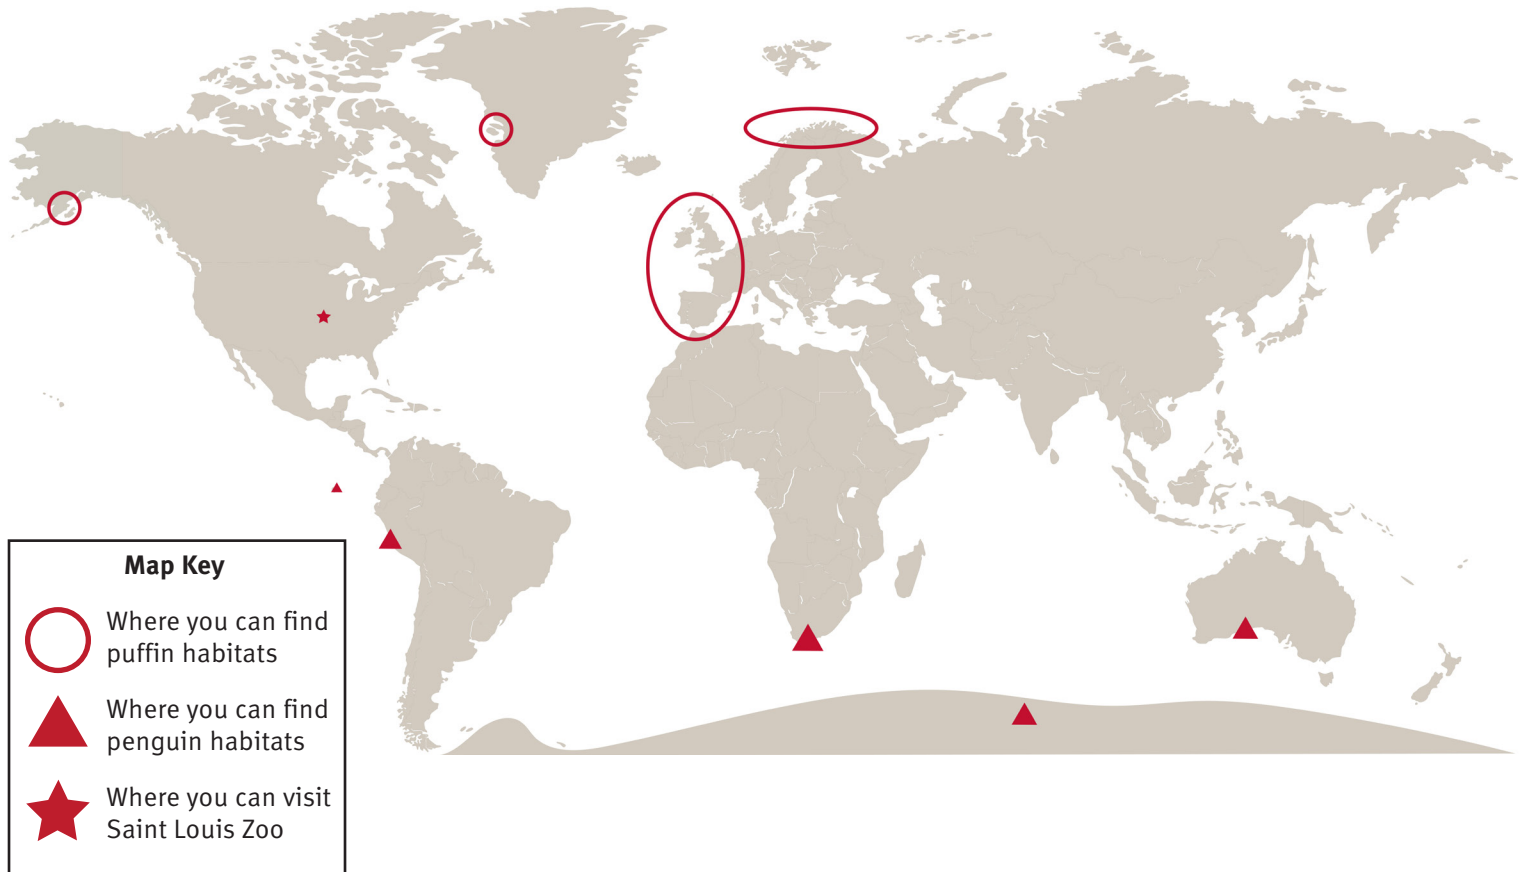 Map Key
Where you can find
puffin habitats
Where you can find
penguin habitats
Where you can visit
Saint Louis Zoo